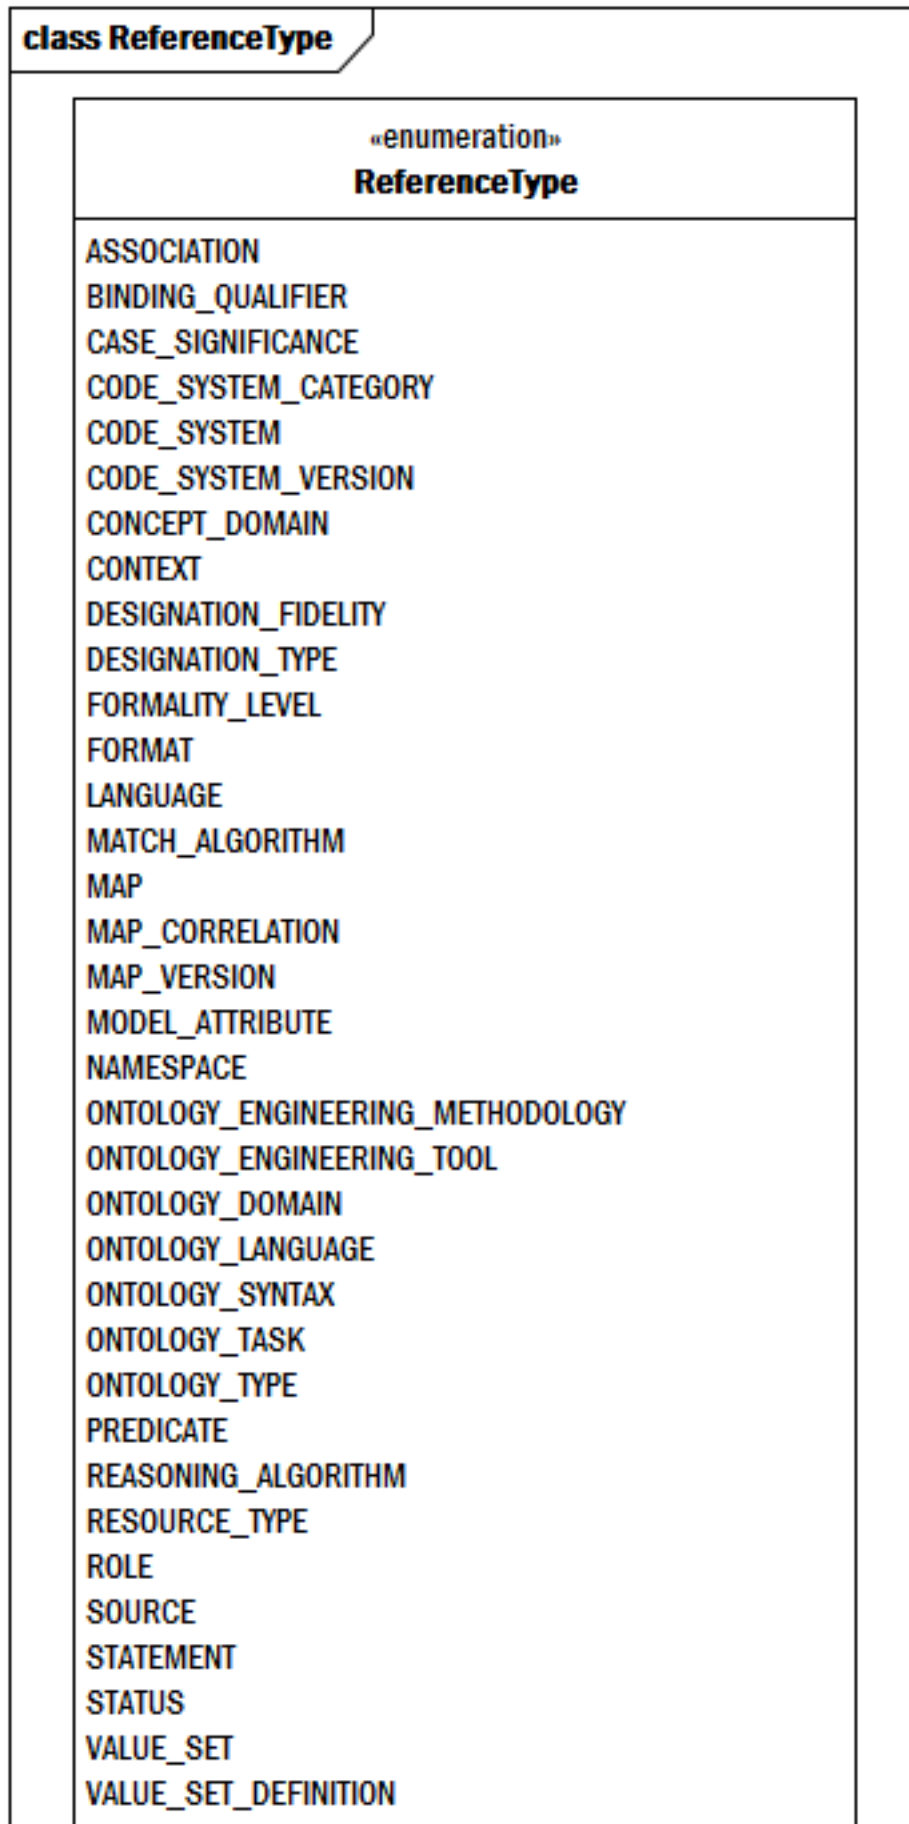 class ReferenceType
«enumeration»
ReferenceType
ASSOCIATION
BINDING_QUALIFIER
CASE_SIGNIFICANCE
CODE_SYSTEM_CATEGORY
CODE_SYSTEM
CODE_SYSTEM_VERSION
CONCEPT_DOMAIN
CONTEXT
DESIGNATION_FIDELITY
DESIGNATION_TYPE
FORMALITY_LEVEL
FORMAT
LANGUAGE
MATCH_ALGORITHM
MAP
MAP_CORRELATION
MAP_VERSION
MODEL_ATTRIBUTE
NAMESPACE
ONTOLOGY_ENGINEERING_METHODOLOGY
ONTOLOGY_ENGINEERING_TOOL
ONTOLOGY_DOMAIN
ONTOLOGY_LANGUAGE
ONTOLOGY_SYNTAX
ONTOLOGY_TASK
ONTOLOGY_TYPE
PREDICATE
REASONING_ALGORITHM
RESOURCE_TYPE
ROLE
SOURCE
STATEMENT
STATUS
VALUE_SET
VALUE_SET_DEFINITION